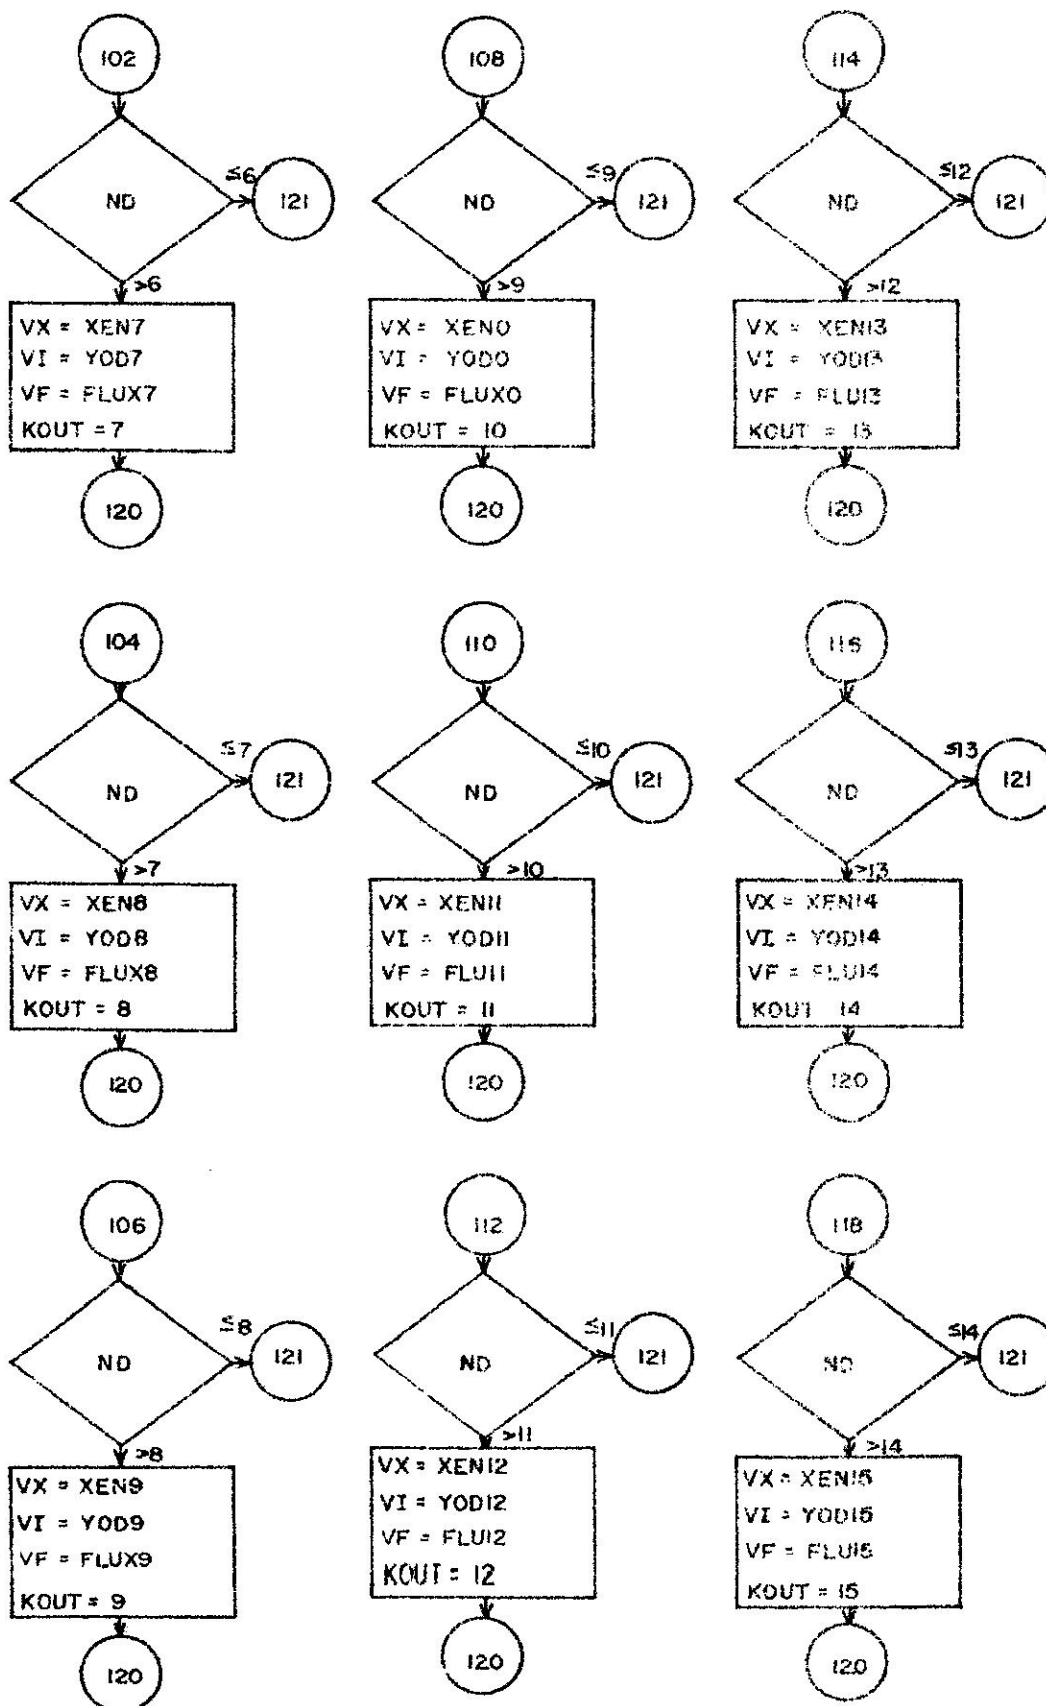 102
ND
≤6
121
>6
VX = XEN7
VI = YOD7
VF = FLUX7
KOUT = 7
120
108
ND
≤9
121
>9
VX = XEN0
VI = YOD0
VF = FLUX0
KOUT = 10
120
114
ND
≤12
121
>12
VX = XEN13
VI = YOD13
VF = FLU13
KOUT = 13
120
104
ND
≤7
121
>7
VX = XEN8
VI = YOD8
VF = FLUX8
KOUT = 8
120
110
ND
≤10
121
>10
VX = XEN11
VI = YOD11
VF = FLU11
KOUT = 11
120
116
ND
≤13
121
>13
VX = XEN14
VI = YOD14
VF = FLU14
KOUT 14
120
106
ND
≤8
121
>8
VX = XEN9
VI = YOD9
VF = FLUX9
KOUT = 9
120
112
ND
≤11
121
>11
VX = XEN12
VI = YOD12
VF = FLU12
KOUT = 12
120
118
ND
≤14
121
>14
VX = XEN15
VI = YOD15
VF = FLU15
KOUT = 15
120